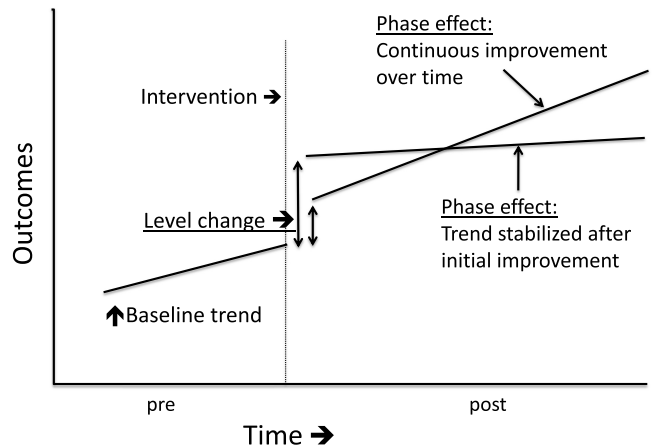 Phase effect:
Continuous improvement
over time
Intervention →
Outcomes
Level change →
Phase effect:
Trend stabilized after
initial improvement
↑ Baseline trend
pre
post
Time →